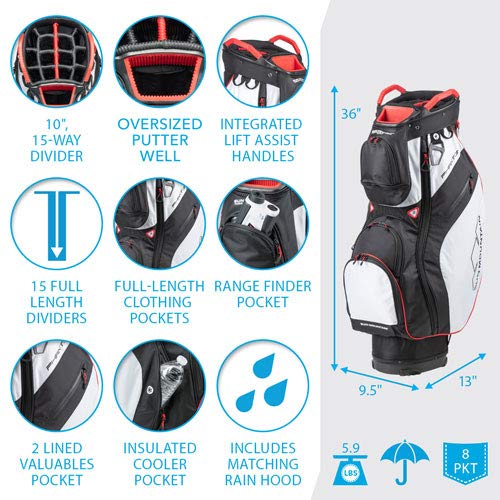 10",
15-WAY
DIVIDER
OVERSIZED
PUTTER
WELL
INTEGRATED
LIFT ASSIST
HANDLES
15 FULL
LENGTH
DIVIDERS
FULL-LENGTH
CLOTHING
POCKETS
RANGE FINDER
POCKET
2 LINED
VALUABLES
POCKET
INSULATED
COOLER
POCKET
INCLUDES
MATCHING
RAIN HOOD
36"
MOUNTAIN
9.5"
13"
5.9
LBS
8
PKT